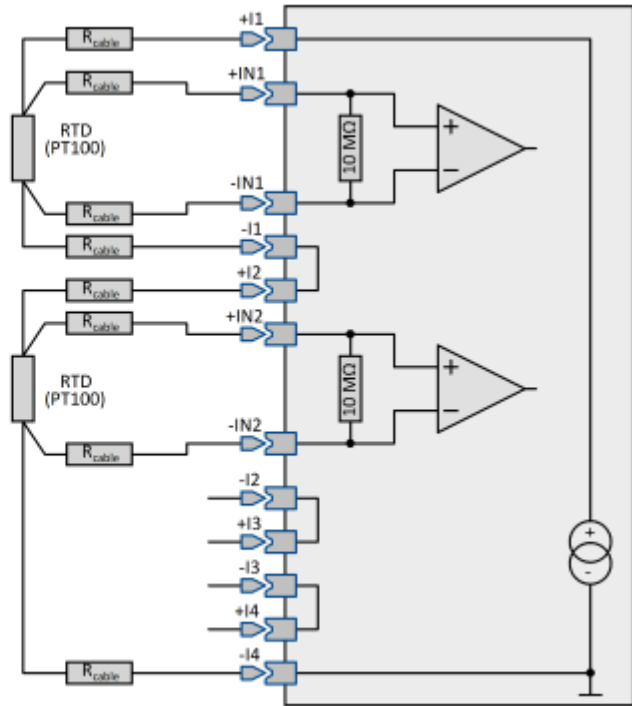 +I1
Rcable
+IN1
Rcable
RTD
(PT100)
10 MΩ
+
−
-IN1
Rcable
-I1
Rcable
+I2
Rcable
+IN2
Rcable
RTD
(PT100)
10 MΩ
+
−
-IN2
Rcable
-I2
+I3
+
-
-I3
+I4
-I4
Rcable